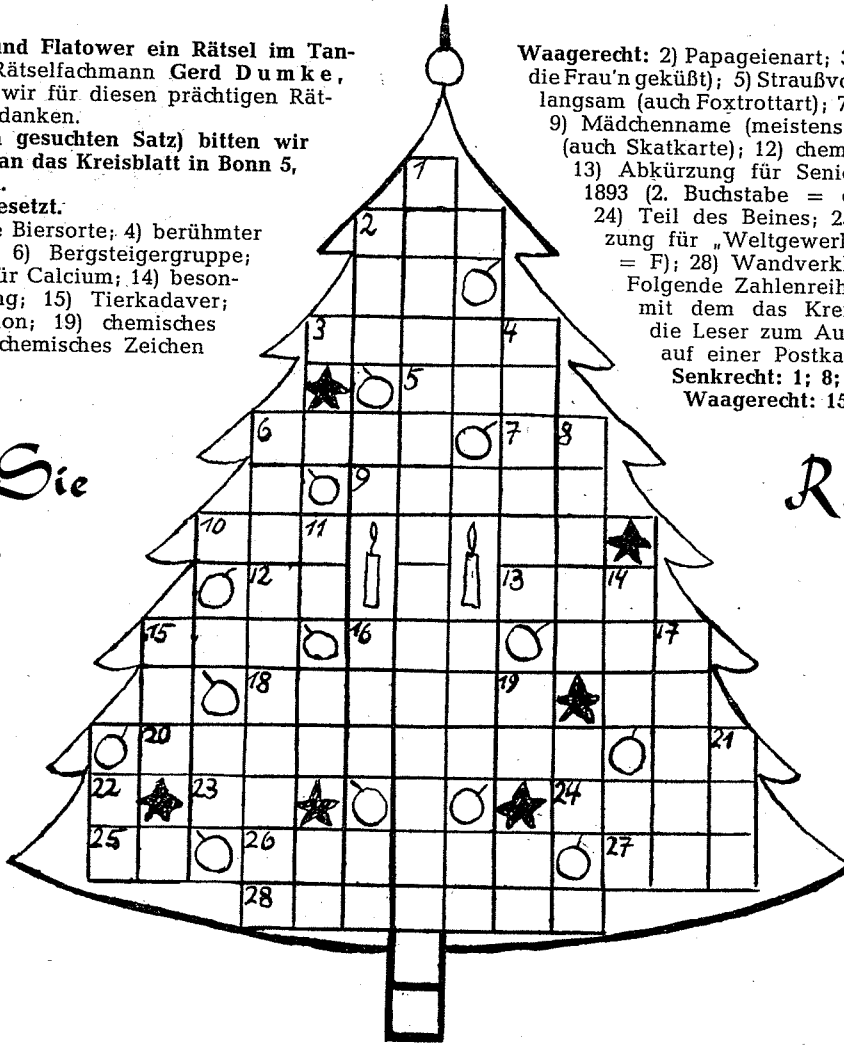 und Flatower ein Rätsel im Tan-
Rätselfachmann Gerd Dumke,
wir für diesen prächtigen Rät-
danken.
gesuchten Satz) bitten wir
an das Kreisblatt in Bonn 5,
esetzt.
Biersorte; 4) berühmter
6) Bergsteigergruppe;
ür Calcium; 14) beson-
ng; 15) Tierkadaver;
ion; 19) chemisches
chemisches Zeichen
Waagerecht: 2) Papageienart; 3
die Frau'n geküßt); 5) Straußvo
langsam (auch Foxtrottart); 7
9) Mädchenname (meistens
(auch Skatkarte); 12) chem
13) Abkürzung für Senio
1893 (2. Buchstabe =
24) Teil des Beines; 2
zung für „Weltgewerk
= F); 28) Wandverkl
Folgende Zahlenreih
mit dem das Krei
die Leser zum Au
auf einer Postka
Senkrecht: 1; 8;
Waagerecht: 15
Sie
R
1
2
3 4
5
6 7 8
9
10 11
12 13 14
15 16 17
18 19
20 21
22 23 24
25 26 27
28